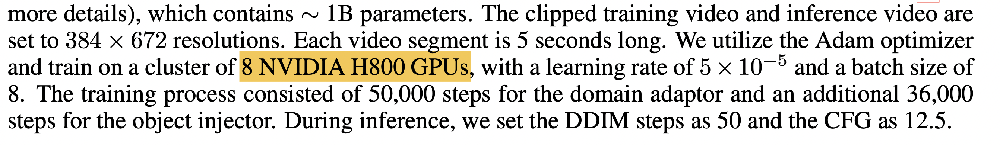 more details), which contains ∼ 1B parameters. The clipped training video and inference video are
set to 384 × 672 resolutions. Each video segment is 5 seconds long. We utilize the Adam optimizer
and train on a cluster of 8 NVIDIA H800 GPUs, with a learning rate of 5 × 10⁻⁵ and a batch size of
8. The training process consisted of 50,000 steps for the domain adaptor and an additional 36,000
steps for the object injector. During inference, we set the DDIM steps as 50 and the CFG as 12.5.